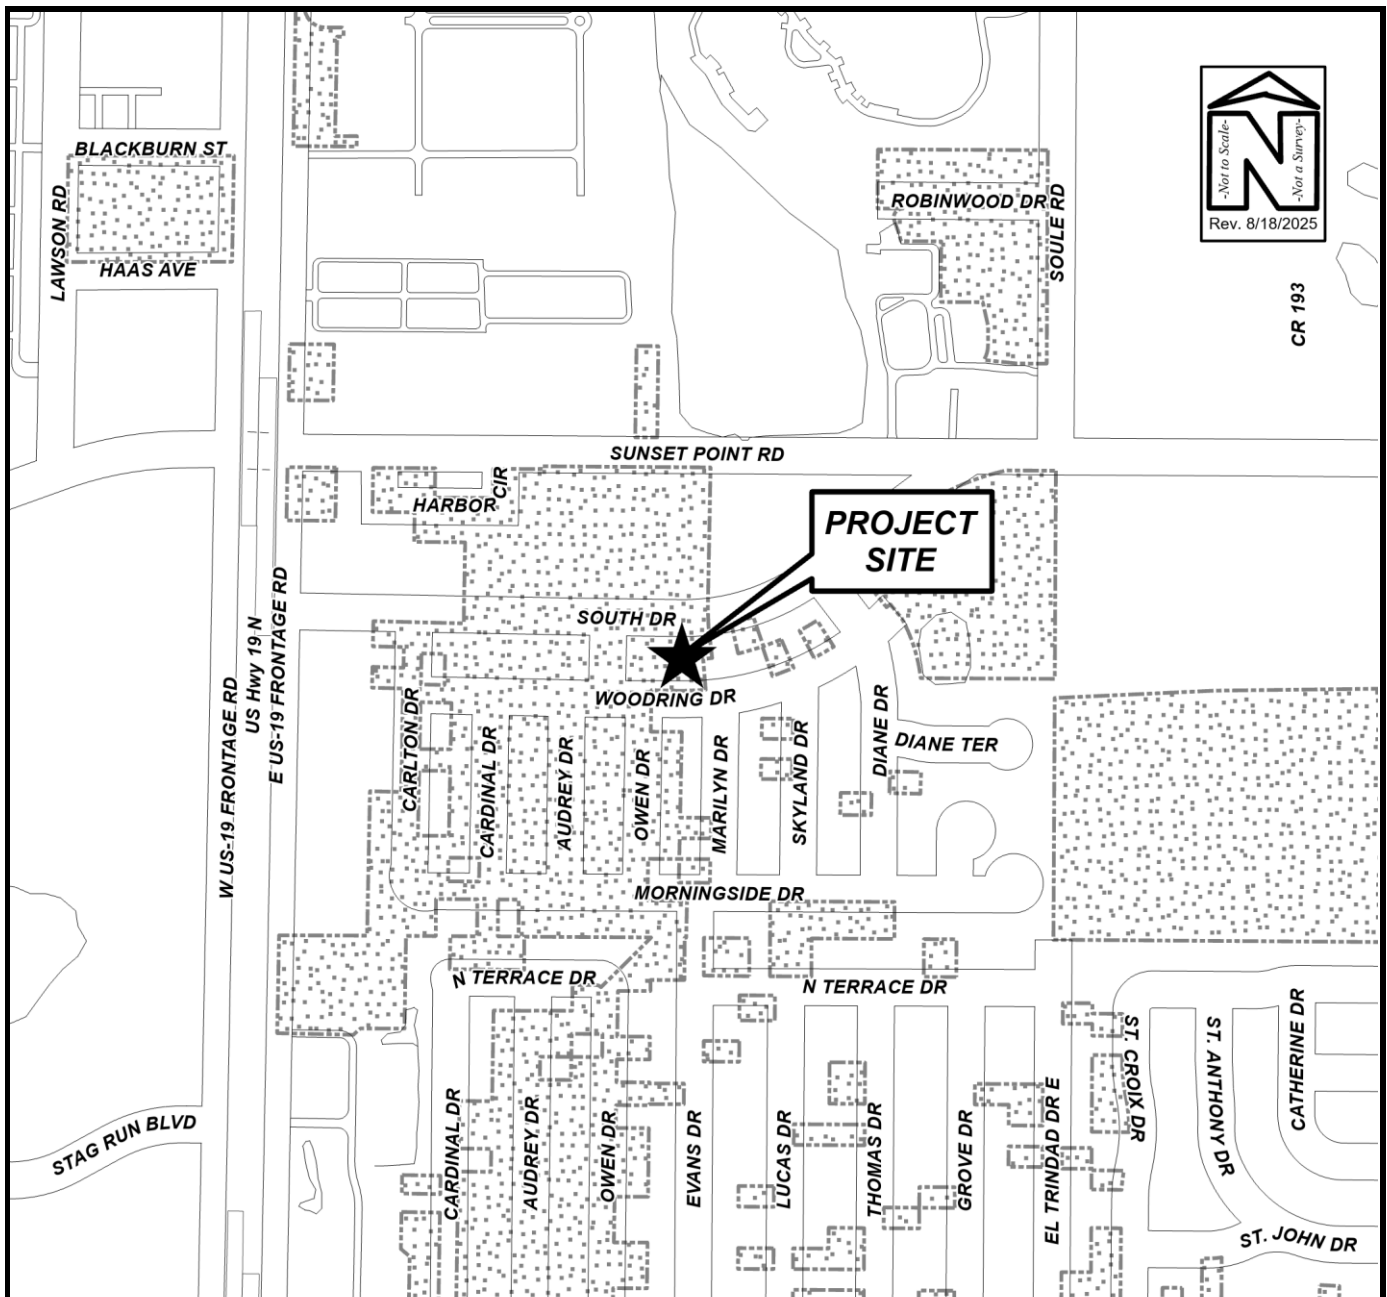 BLACKBURN ST
LAWSON RD
HAAS AVE
-Not to Scale-
-Not a Survey-
N
Rev. 8/18/2025
ROBINWOOD DR
SOULE RD
CR 193
SUNSET POINT RD
HARBOR CIR
PROJECT
SITE
SOUTH DR
WOODRING DR
W US-19 FRONTAGE RD
US Hwy 19 N
E US-19 FRONTAGE RD
CARLTON DR
CARDINAL DR
AUDREY DR
OWEN DR
MARILYN DR
SKYLAND DR
DIANE DR
DIANE TER
MORNINGSIDE DR
N TERRACE DR
N TERRACE DR
STAG RUN BLVD
CARDINAL DR
AUDREY DR
OWEN DR
EVANS DR
LUCAS DR
THOMAS DR
GROVE DR
EL TRINDAD DR E
ST. CROIX DR
ST. ANTHONY DR
CATHERINE DR
ST. JOHN DR